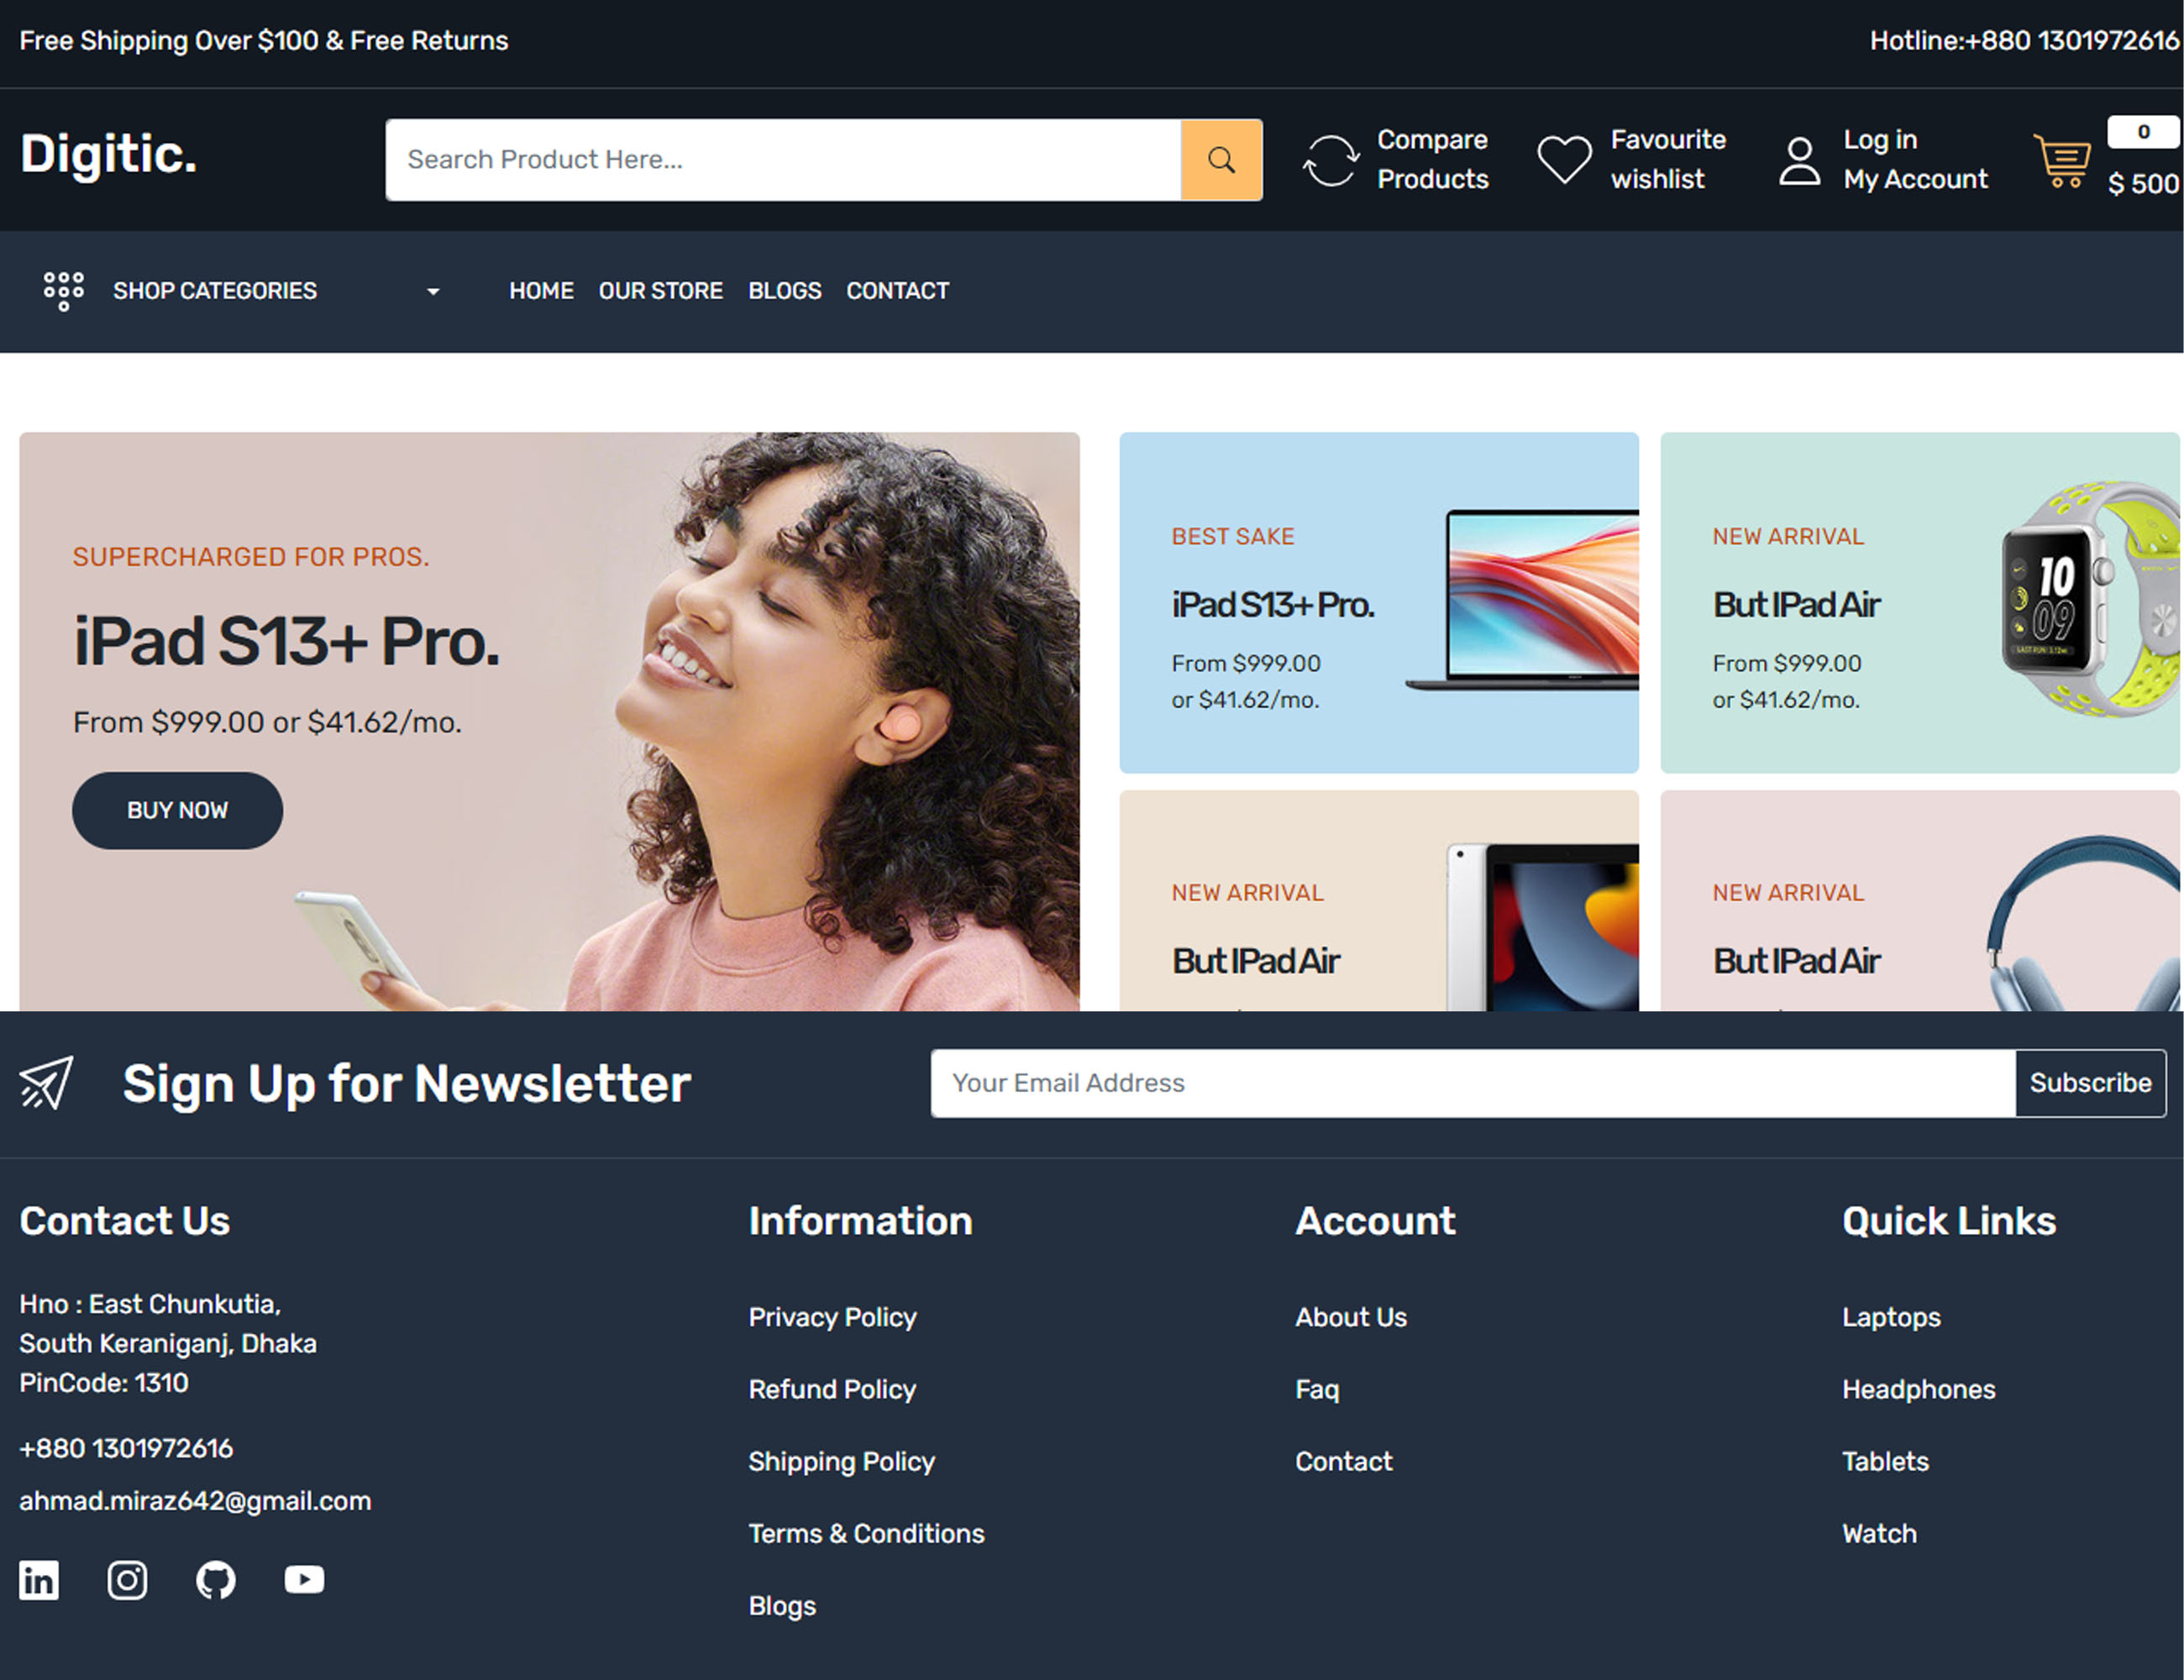 Free Shipping Over $100 & Free Returns
Hotline:+880 1301972616
Digitic.
Search Product Here...
Compare
Products
Favourite
wishlist
Log in
My Account
0
$ 500
SHOP CATEGORIES
HOME OUR STORE BLOGS CONTACT
SUPERCHARGED FOR PROS.
iPad S13+ Pro.
From $999.00 or $41.62/mo.
BUY NOW
BEST SAKE
iPad S13+ Pro.
From $999.00
or $41.62/mo.
NEW ARRIVAL
But IPad Air
From $999.00
or $41.62/mo.
10
09
NEW ARRIVAL
But IPad Air
NEW ARRIVAL
But IPad Air
Sign Up for Newsletter
Your Email Address
Subscribe
Contact Us
Hno : East Chunkutia,
South Keraniganj, Dhaka
PinCode: 1310
+880 1301972616
ahmad.miraz642@gmail.com
in
Information
Privacy Policy
Refund Policy
Shipping Policy
Terms & Conditions
Blogs
Account
About Us
Faq
Contact
Quick Links
Laptops
Headphones
Tablets
Watch